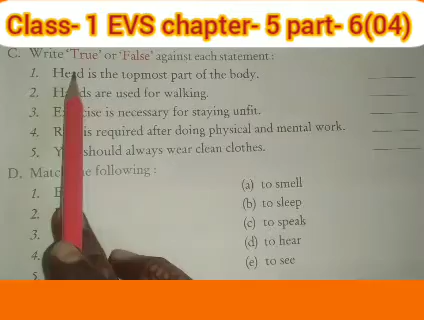 Class- 1 EVS chapter- 5 part- 6(04)
C. Write 'True' or 'False' against each statement :
1. Head is the topmost part of the body.
2. are used for walking.
3. is necessary for staying unfit.
4. is required after doing physical and mental work.
5. should always wear clean clothes.
D. following :
1. (a) to smell
2. (b) to sleep
3. (c) to speak
4. (d) to hear
5. (e) to see